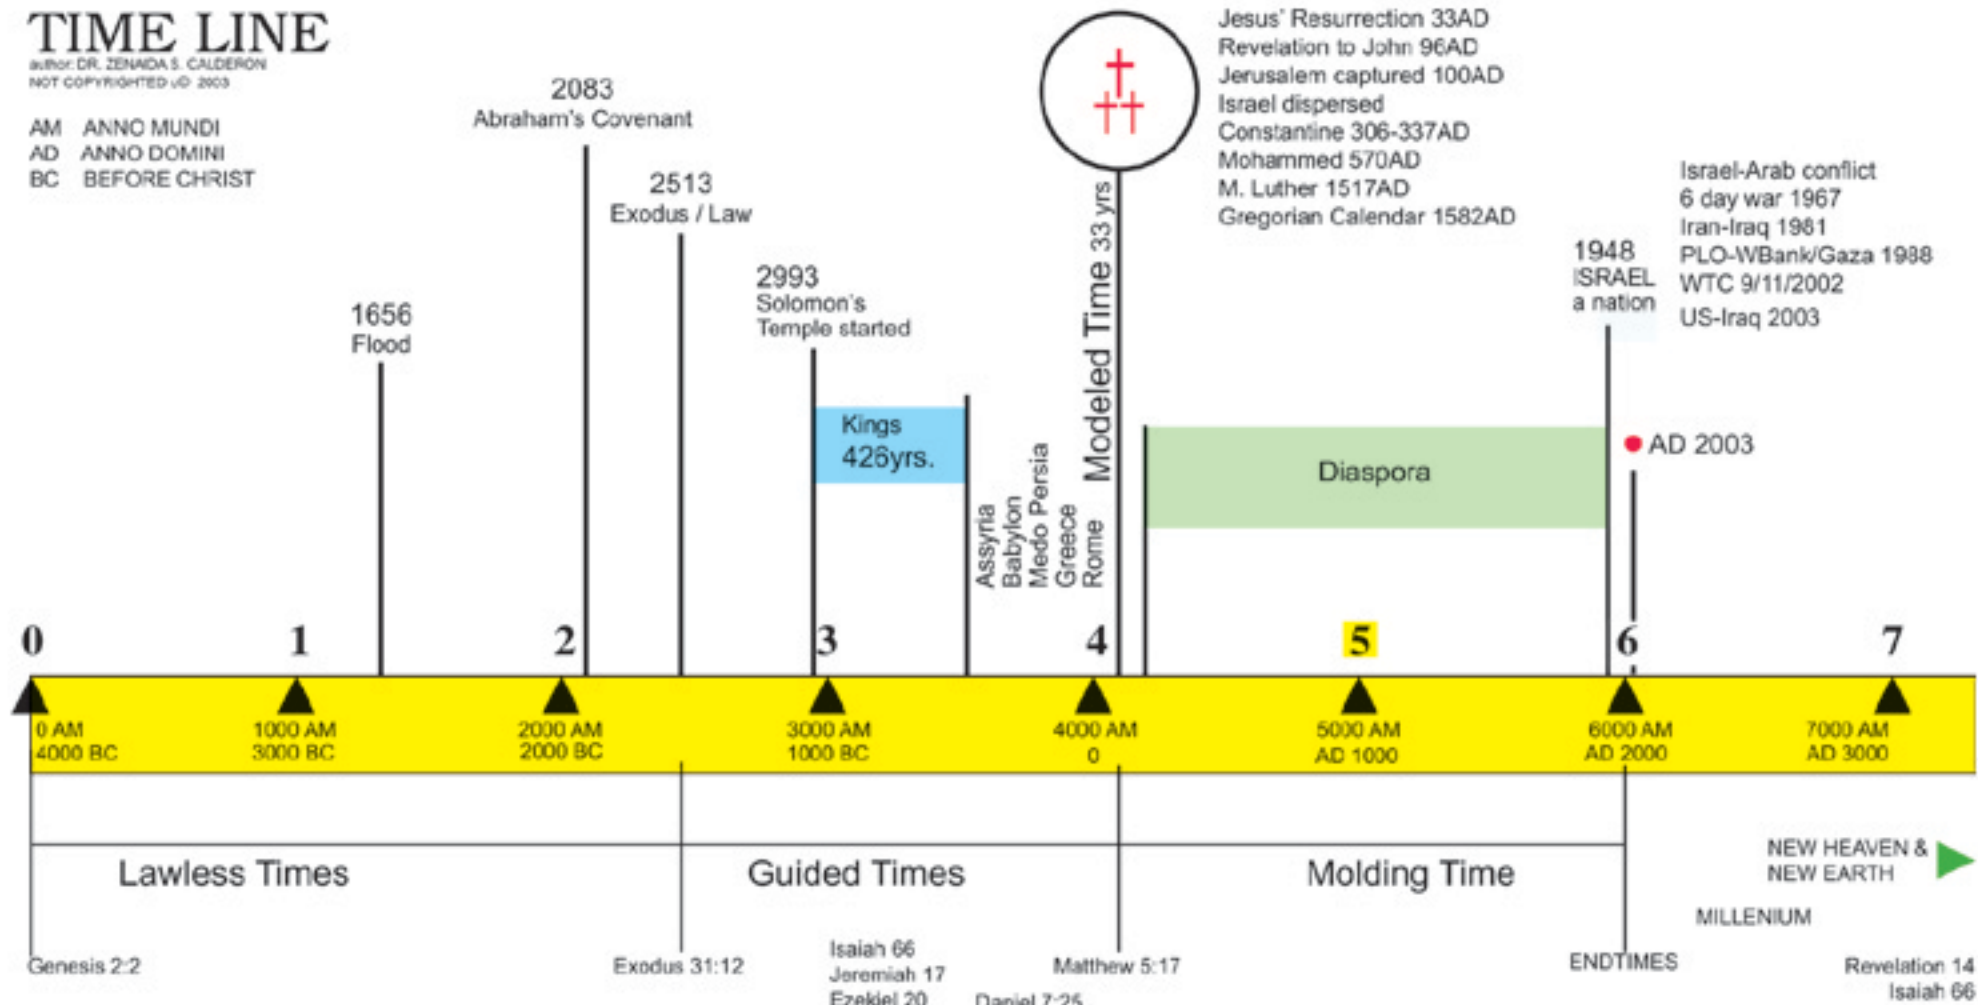 TIME LINE
author: DR. ZENAIDA S. CALDERON
NOT COPYRIGHTED 2003
AM ANNO MUNDI
AD ANNO DOMINI
BC BEFORE CHRIST
1656
Flood
2083
Abraham's Covenant
2513
Exodus / Law
2993
Solomon's
Temple started
Kings
426yrs.
Assyria
Babylon
Medo Persia
Greece
Rome
Modeled Time 33 yrs
Jesus' Resurrection 33AD
Revelation to John 96AD
Jerusalem captured 100AD
Israel dispersed
Constantine 306-337AD
Mohammed 570AD
M. Luther 1517AD
Gregorian Calendar 1582AD
Diaspora
1948
ISRAEL
a nation
Israel-Arab conflict
6 day war 1967
Iran-Iraq 1981
PLO-WBank/Gaza 1988
WTC 9/11/2002
US-Iraq 2003
AD 2003
0 1 2 3 4 5 6 7
0 AM 1000 AM 2000 AM 3000 AM 4000 AM 5000 AM 6000 AM 7000 AM
4000 BC 3000 BC 2000 BC 1000 BC 0 AD 1000 AD 2000 AD 3000
Lawless Times
Guided Times
Molding Time
NEW HEAVEN &
NEW EARTH
MILLENIUM
Genesis 2:2
Exodus 31:12
Isaiah 66
Jeremiah 17
Ezekiel 20
Daniel 7:25
Matthew 5:17
ENDTIMES
Revelation 14
Isaiah 66